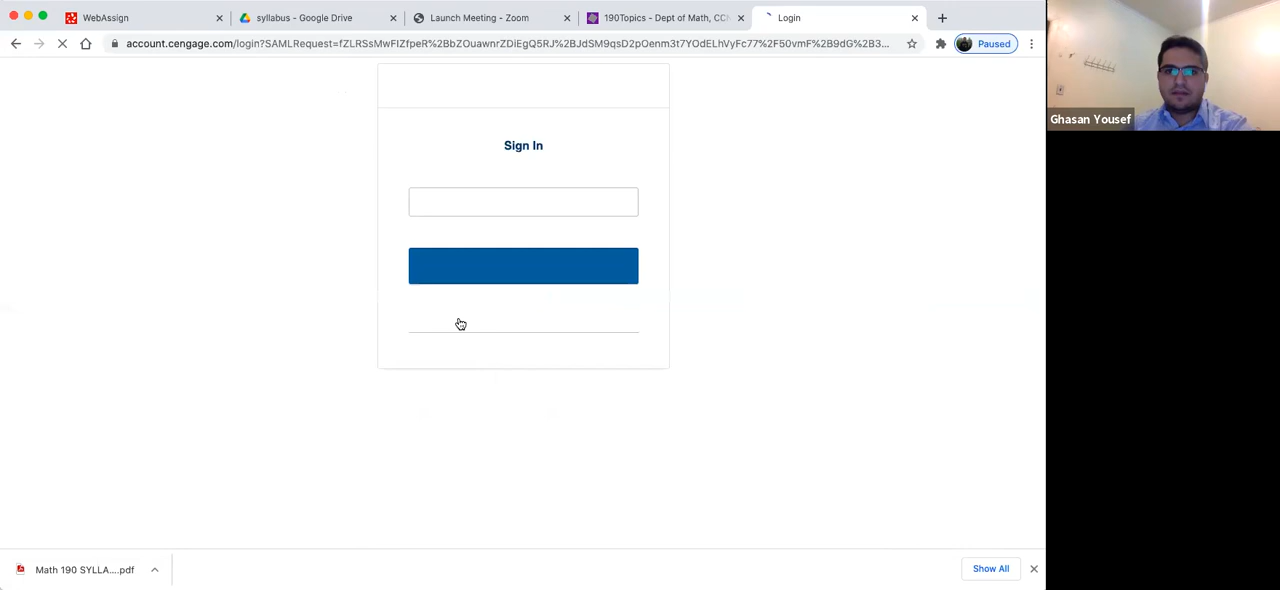 WebAssign
syllabus - Google Drive
Launch Meeting - Zoom
190Topics - Dept of Math, CCN
Login
account.cengage.com/login?SAMLRequest=fZLRSsMwFIZfpeR%2BbZOuawnrZDiEgQ5RJ%2BJdSM9qsD2pOenm3t7YOdELhVyFc77%2F50vmF%2B9dG%2B3...
Paused
Ghasan Yousef
Sign In
Math 190 SYLLA....pdf
Show All